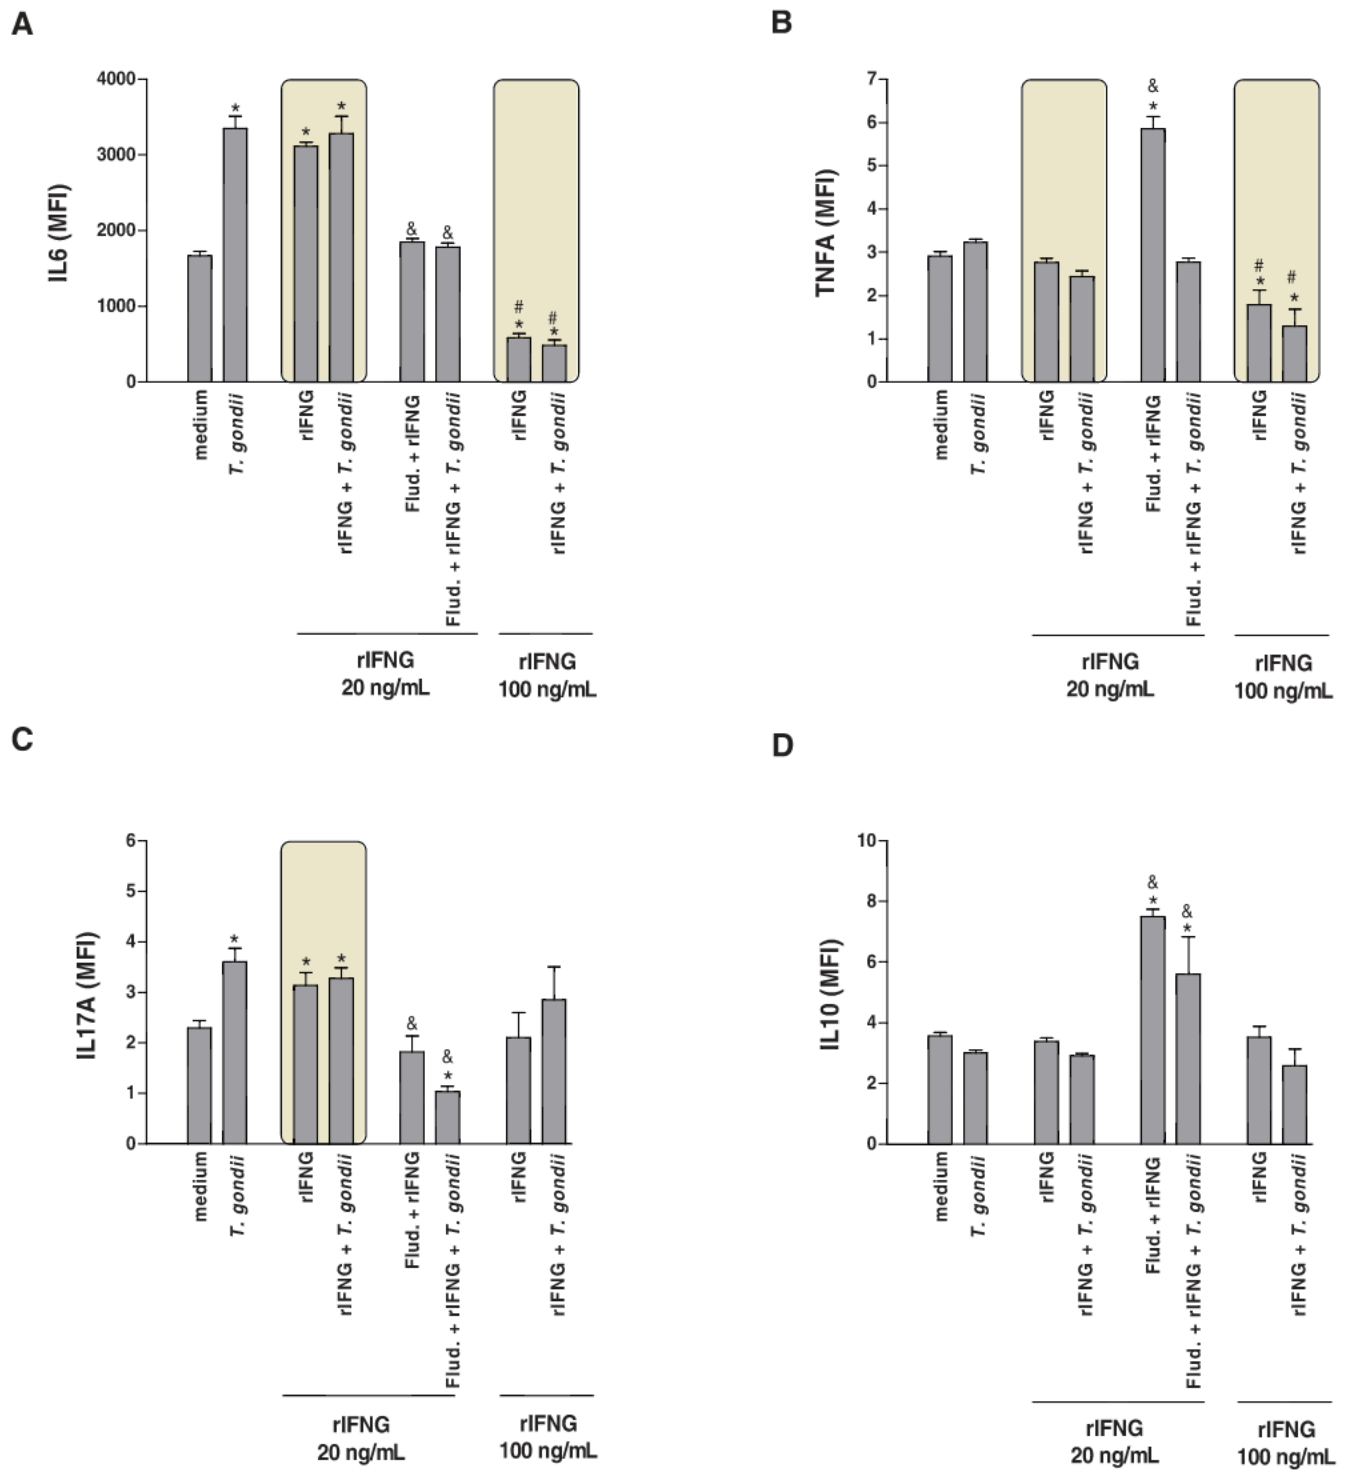 A
IL6 (MFI)
4000
3000
2000
1000
0
*
*
*
&
&
#
*
#
*
medium
T. gondii
rIFNG
rIFNG + T. gondii
Flud. + rIFNG
Flud. + rIFNG + T. gondii
rIFNG
rIFNG + T. gondii
rIFNG
20 ng/mL
rIFNG
100 ng/mL
B
TNFA (MFI)
7
6
5
4
3
2
1
0
&
*
#
*
#
*
medium
T. gondii
rIFNG
rIFNG + T. gondii
Flud. + rIFNG
Flud. + rIFNG + T. gondii
rIFNG
rIFNG + T. gondii
rIFNG
20 ng/mL
rIFNG
100 ng/mL
C
IL17A (MFI)
6
5
4
3
2
1
0
*
*
*
&
&
*
medium
T. gondii
rIFNG
rIFNG + T. gondii
Flud. + rIFNG
Flud. + rIFNG + T. gondii
rIFNG
rIFNG + T. gondii
rIFNG
20 ng/mL
rIFNG
100 ng/mL
D
IL10 (MFI)
10
8
6
4
2
0
&
*
&
*
medium
T. gondii
rIFNG
rIFNG + T. gondii
Flud. + rIFNG
Flud. + rIFNG + T. gondii
rIFNG
rIFNG + T. gondii
rIFNG
20 ng/mL
rIFNG
100 ng/mL